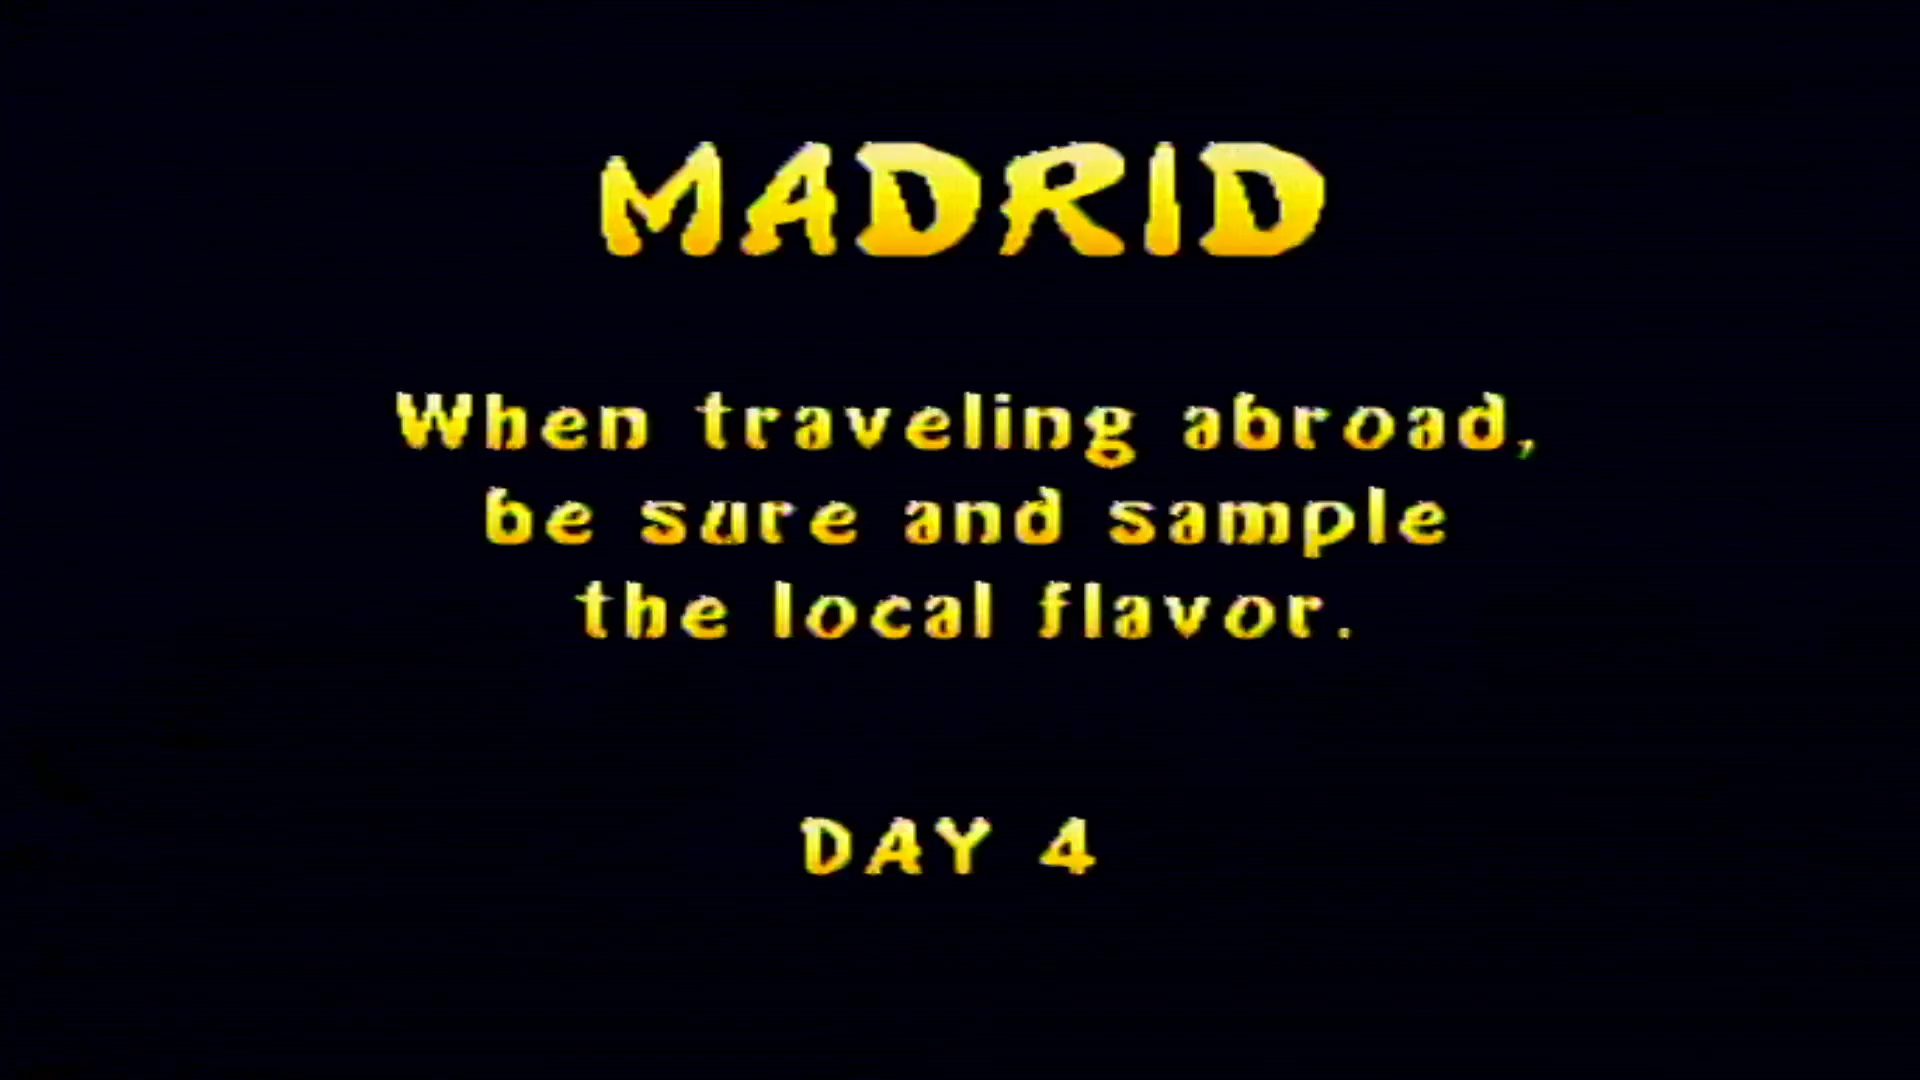 MADRID
When traveling abroad,
be sure and sample
the local flavor.
DAY 4